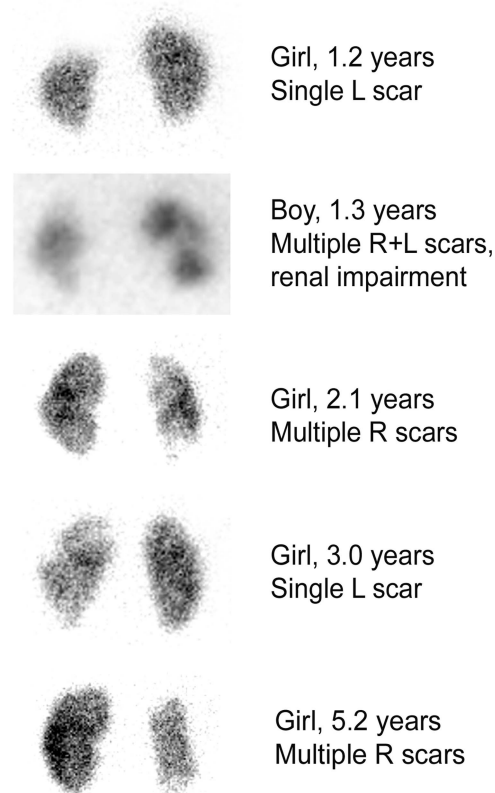 Girl, 1.2 years
Single L scar
Boy, 1.3 years
Multiple R+L scars,
renal impairment
Girl, 2.1 years
Multiple R scars
Girl, 3.0 years
Single L scar
Girl, 5.2 years
Multiple R scars